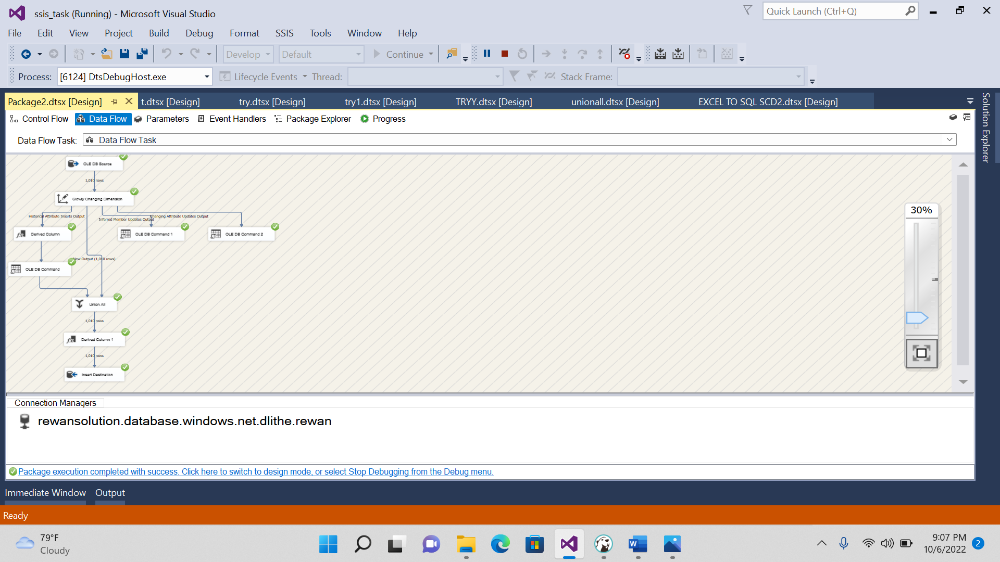 ssis_task (Running) - Microsoft Visual Studio
Quick Launch (Ctrl+Q)
File Edit View Project Build Debug Format SSIS Tools Window Help
Develop Default Continue
Process: [6124] DtsDebugHost.exe Lifecycle Events Thread: Stack Frame:
Package2.dtsx [Design] t.dtsx [Design] try.dtsx [Design] try1.dtsx [Design] TRYY.dtsx [Design] unionall.dtsx [Design] EXCEL TO SQL SCD2.dtsx [Design]
Solution Explorer
Control Flow Data Flow Parameters Event Handlers Package Explorer Progress
Data Flow Task: Data Flow Task
OLE DB Source
1,010 rows
Slowly Changing Dimension
Historical Attribute Inserts Output
Inferred Member Updates Output
Changing Attribute Updates Output
Derived Column
OLE DB Command 1
OLE DB Command 2
New Output (1,010 rows)
OLE DB Command
Union All
1,010 rows
Derived Column 1
1,010 rows
Insert Destination
30%
Connection Managers
rewansolution.database.windows.net.dlithe.rewan
Package execution completed with success. Click here to switch to design mode, or select Stop Debugging from the Debug menu.
Immediate Window Output
Ready
79°F
Cloudy
W
9:07 PM
10/6/2022
2